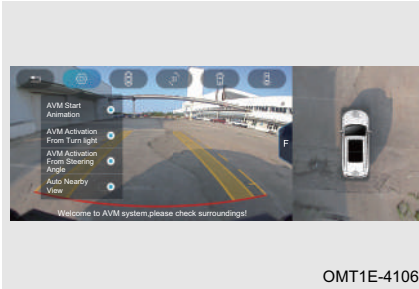 AVM Start
Animation
AVM Activation
From Turn light
AVM Activation
From Steering
Angle
Auto Nearby
View
F
Welcome to AVM system,please check surroundings!
OMT1E-4106